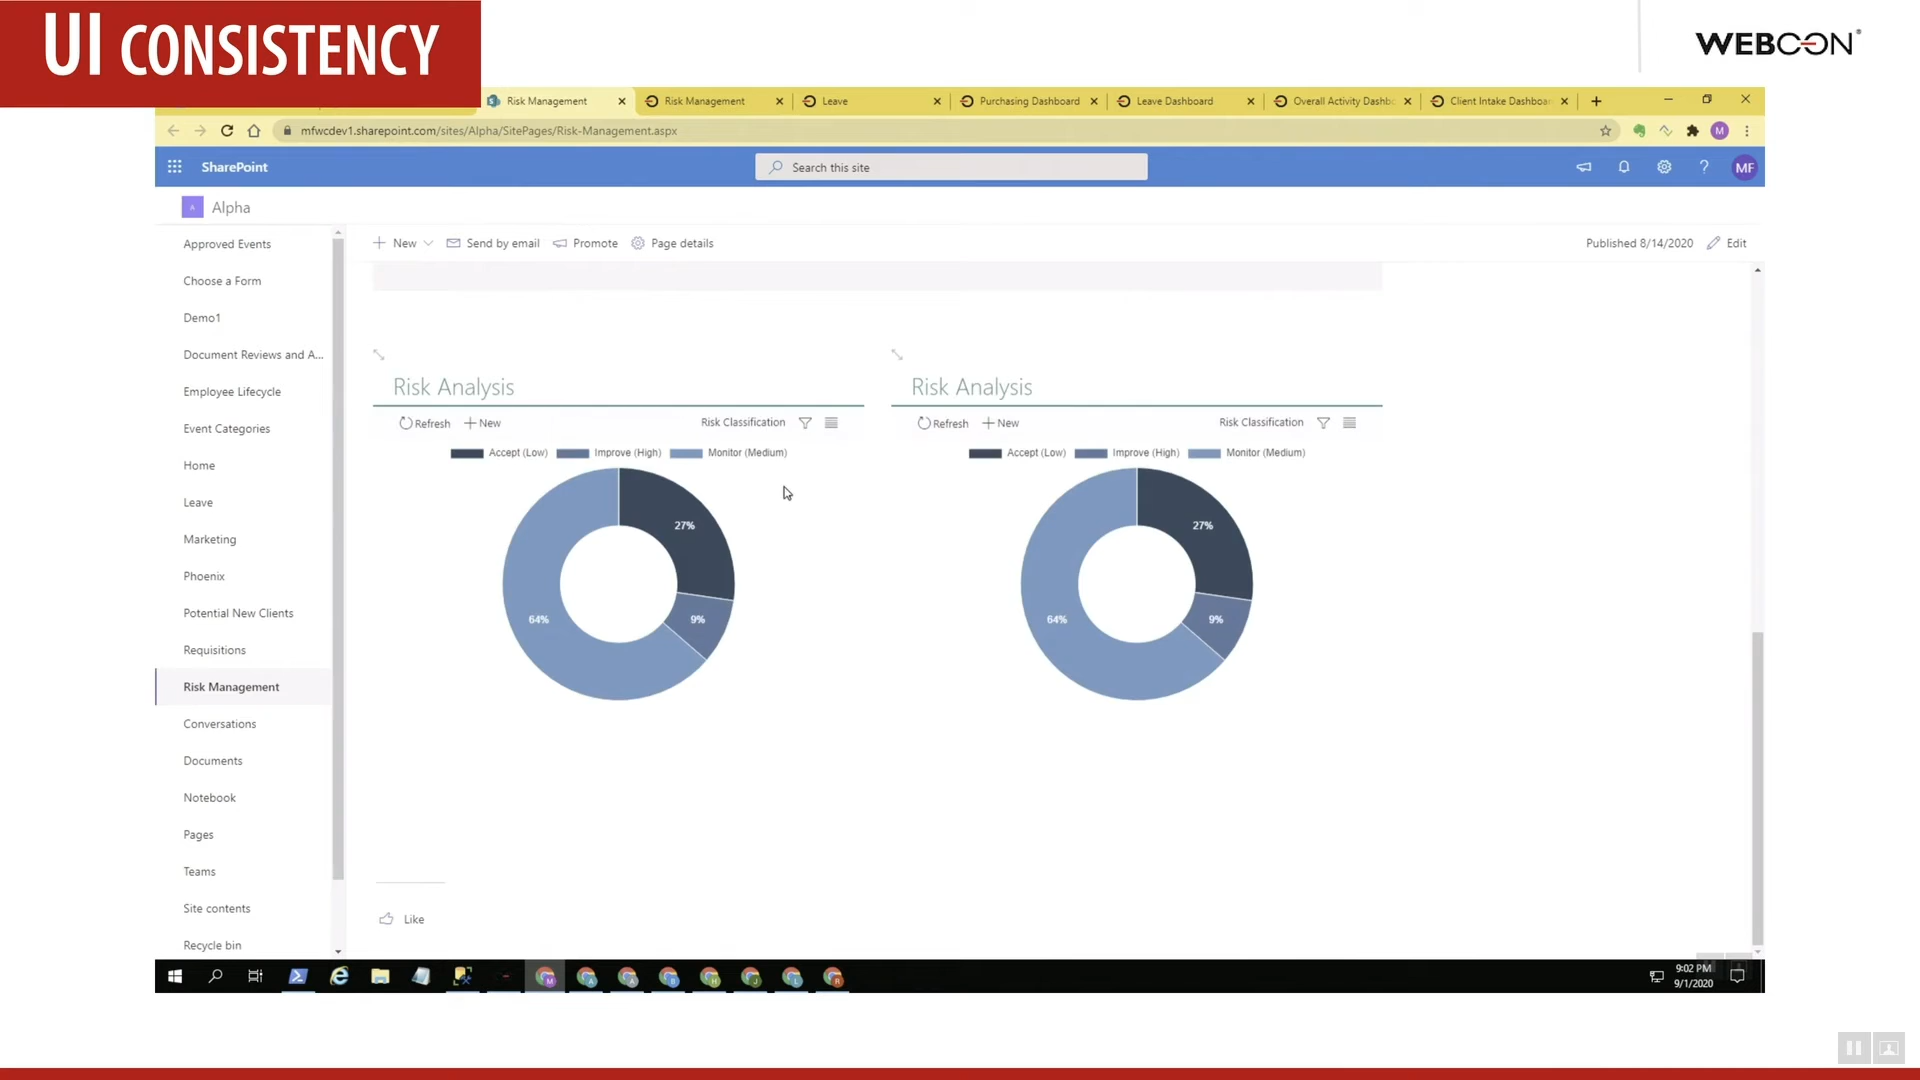 UI CONSISTENCY
WEBCON
Risk Management
Risk Management
Leave
Purchasing Dashboard
Leave Dashboard
Overall Activity Dashb
Client Intake Dashboa
mfwcdev1.sharepoint.com/sites/Alpha/SitePages/Risk-Management.aspx
M
SharePoint
Search this site
MF
A
Alpha
New
Send by email
Promote
Page details
Published 8/14/2020
Edit
Approved Events
Choose a Form
Demo1
Document Reviews and A...
Employee Lifecycle
Event Categories
Home
Leave
Marketing
Phoenix
Potential New Clients
Requisitions
Risk Management
Conversations
Documents
Notebook
Pages
Teams
Site contents
Recycle bin
Risk Analysis
Refresh
New
Risk Classification
Accept (Low)
Improve (High)
Monitor (Medium)
27%
9%
64%
Risk Analysis
Refresh
New
Risk Classification
Accept (Low)
Improve (High)
Monitor (Medium)
27%
9%
64%
Like
9:02 PM
9/1/2020